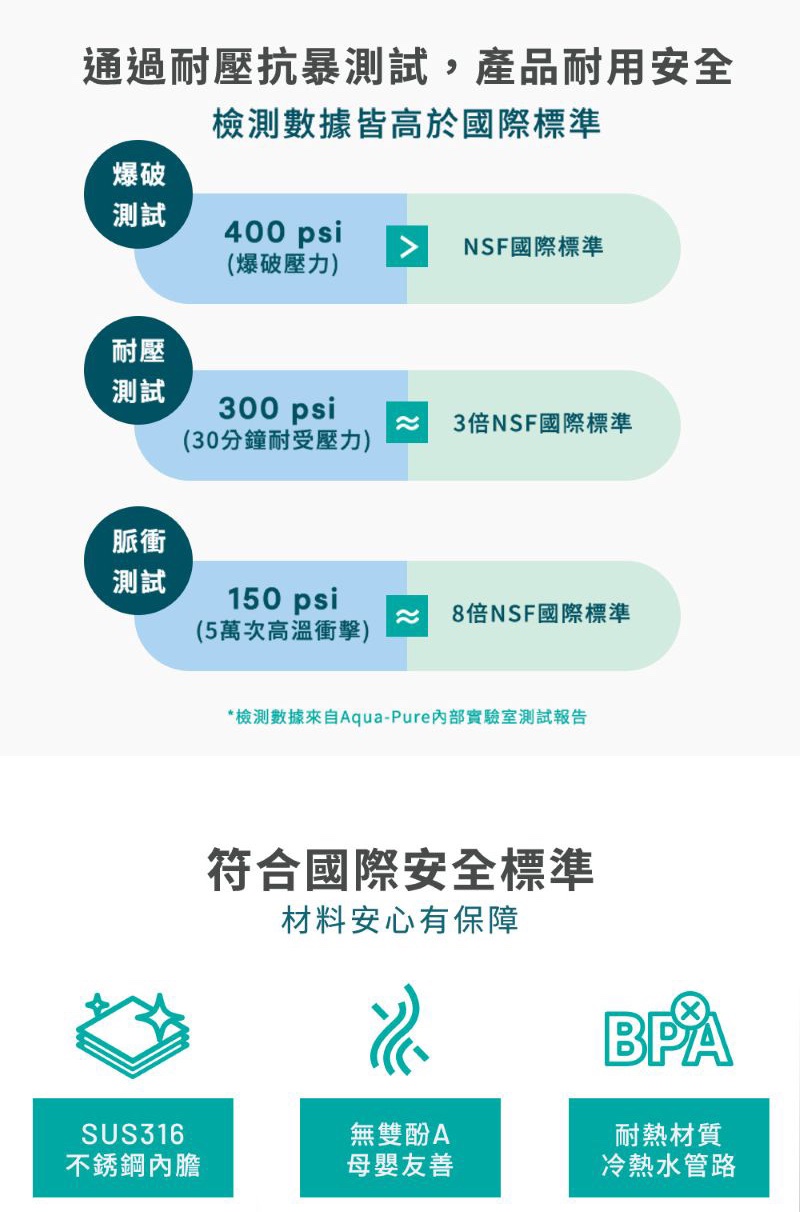 通過耐壓抗暴測試，產品耐用安全
檢測數據皆高於國際標準
爆破
測試
400 psi
(爆破壓力)
>
NSF國際標準
耐壓
測試
300 psi
(30分鐘耐受壓力)
≈
3倍NSF國際標準
脈衝
測試
150 psi
(5萬次高溫衝擊)
≈
8倍NSF國際標準
*檢測數據來自Aqua-Pure內部實驗室測試報告
符合國際安全標準
材料安心有保障
BPA
SUS316
不銹鋼內膽
無雙酚A
母嬰友善
耐熱材質
冷熱水管路